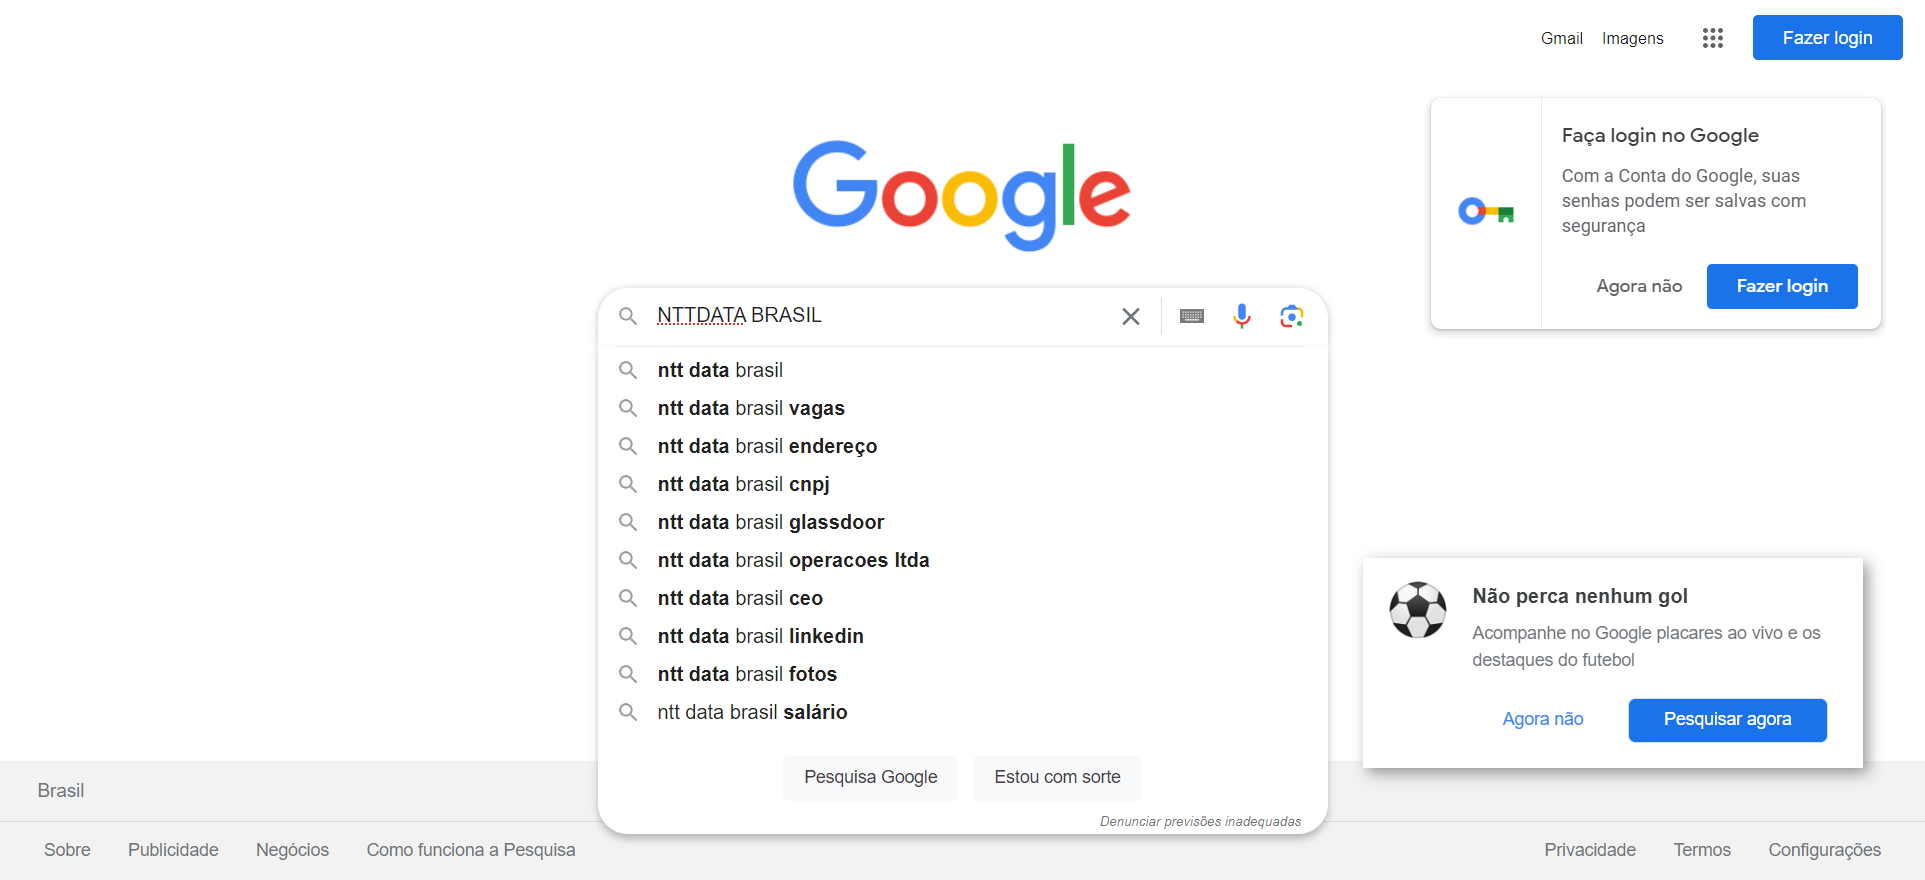 Gmail Imagens Fazer login
Google
Faça login no Google
Com a Conta do Google, suas
senhas podem ser salvas com
segurança
Agora não Fazer login
NTTDATA BRASIL
ntt data brasil
ntt data brasil vagas
ntt data brasil endereço
ntt data brasil cnpj
ntt data brasil glassdoor
ntt data brasil operacoes ltda
ntt data brasil ceo
ntt data brasil linkedin
ntt data brasil fotos
ntt data brasil salário
Pesquisa Google Estou com sorte
Denunciar previsões inadequadas
Não perca nenhum gol
Acompanhe no Google placares ao vivo e os
destaques do futebol
Agora não Pesquisar agora
Brasil
Sobre Publicidade Negócios Como funciona a Pesquisa Privacidade Termos Configurações